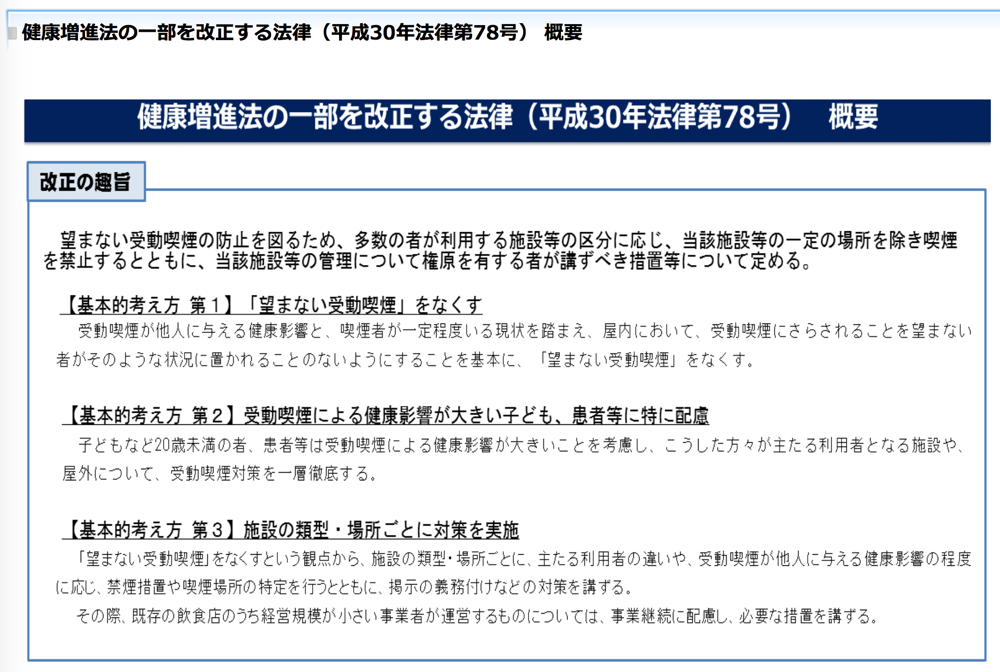 健康増進法の一部を改正する法律（平成30年法律第78号） 概要
健康増進法の一部を改正する法律（平成30年法律第78号）　概要
改正の趣旨
望まない受動喫煙の防止を図るため、多数の者が利用する施設等の区分に応じ、当該施設等の一定の場所を除き喫煙
を禁止するとともに、当該施設等の管理について権原を有する者が講ずべき措置等について定める。
【基本的考え方 第１】「望まない受動喫煙」をなくす
受動喫煙が他人に与える健康影響と、喫煙者が一定程度いる現状を踏まえ、屋内において、受動喫煙にさらされることを望まない
者がそのような状況に置かれることのないようにすることを基本に、「望まない受動喫煙」をなくす。
【基本的考え方 第２】受動喫煙による健康影響が大きい子ども、患者等に特に配慮
子どもなど20歳未満の者、患者等は受動喫煙による健康影響が大きいことを考慮し、こうした方々が主たる利用者となる施設や、
屋外について、受動喫煙対策を一層徹底する。
【基本的考え方 第３】施設の類型・場所ごとに対策を実施
「望まない受動喫煙」をなくすという観点から、施設の類型・場所ごとに、主たる利用者の違いや、受動喫煙が他人に与える健康影響の程度
に応じ、禁煙措置や喫煙場所の特定を行うとともに、掲示の義務付けなどの対策を講ずる。
その際、既存の飲食店のうち経営規模が小さい事業者が運営するものについては、事業継続に配慮し、必要な措置を講ずる。